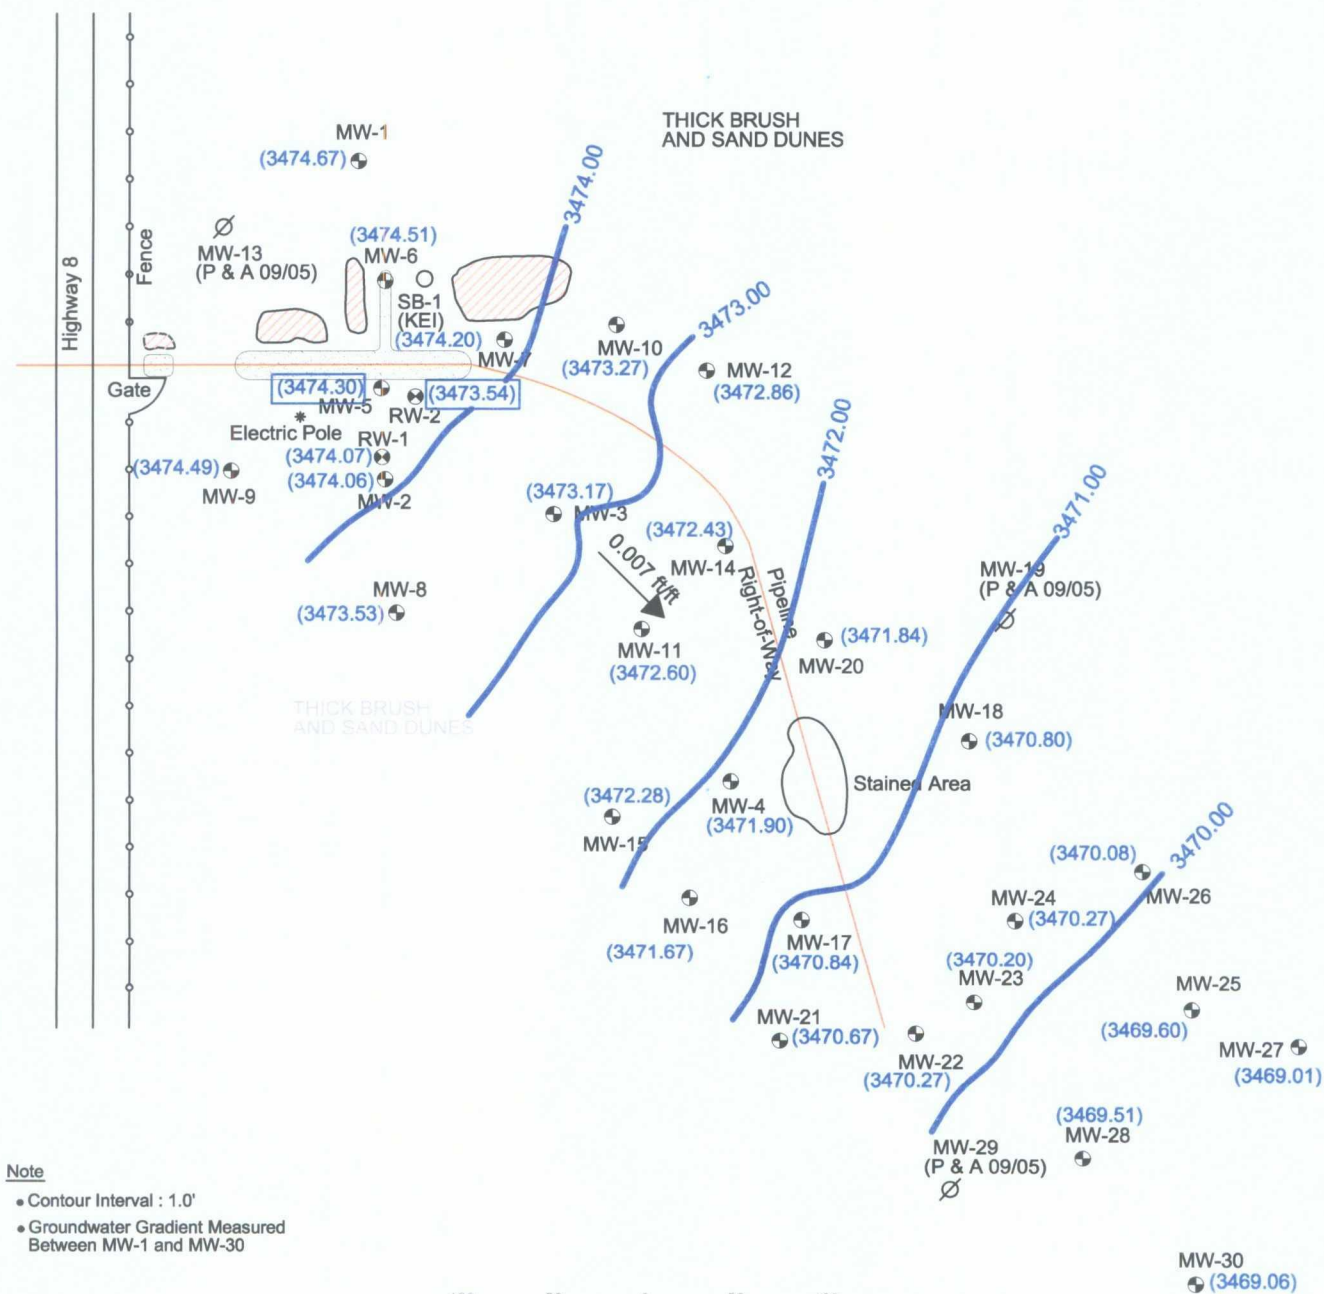 THICK BRUSH
AND SAND DUNES
MW-1
(3474.67)
3474.00
Highway 8
Fence
MW-13
(P & A 09/05)
(3474.51)
MW-6
SB-1
(KEI)
(3474.20)
MW-7
3473.00
MW-10
(3473.27)
MW-12
(3472.86)
Gate
(3474.30)
MW-5
(3473.54)
RW-2
Electric Pole
RW-1
(3474.07)
(3474.06)
MW-2
(3474.49)
MW-9
3472.00
3471.00
(3473.17)
MW-3
(3472.43)
MW-14
0.007 ft/ft
Pipeline
Right-of-Way
MW-19
(P & A 09/05)
MW-8
(3473.53)
MW-11
(3472.60)
(3471.84)
MW-20
THICK BRUSH
AND SAND DUNES
MW-18
(3470.80)
Stained Area
(3472.28)
MW-15
MW-4
(3471.90)
3470.00
(3470.08)
MW-26
MW-24
(3470.27)
MW-16
(3471.67)
MW-17
(3470.84)
(3470.20)
MW-23
MW-25
(3469.60)
MW-21
(3470.67)
MW-22
(3470.27)
MW-27
(3469.01)
(3469.51)
MW-28
MW-29
(P & A 09/05)
Note
• Contour Interval : 1.0'
• Groundwater Gradient Measured
Between MW-1 and MW-30
MW-30
(3469.06)